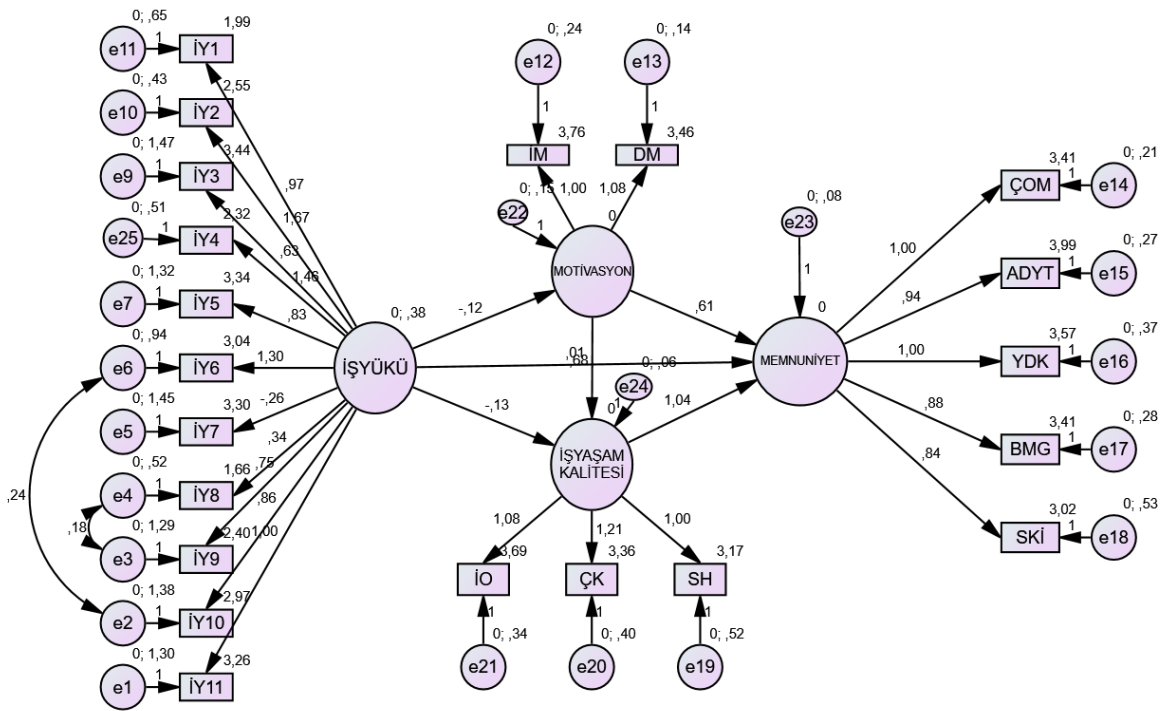 0; ,65
1,99
e11
1
İY1
0; ,43
2,55
e10
1
İY2
0; 1,47
3,44
e9
1
İY3
0; ,51
2,32
e25
1
İY4
0; 1,32
3,34
e7
1
İY5
0; ,94
3,04
e6
1
İY6
0; 1,45
3,30
e5
1
İY7
0; ,52
1,66
e4
1
İY8
0; 1,29
2,40
e3
1
İY9
0; 1,38
2,97
e2
1
İY10
0; 1,30
3,26
e1
1
İY11
,24
,18
,97
1,67
,63
1,46
,83
1,30
-,26
,34
,75
,86
1,00
0; ,38
İŞYÜKÜ
-,12
,01
-,13
0; ,24
e12
1
3,76
IM
0; ,14
e13
1
3,46
DM
1,00
1,08
0; ,15
e22
1
0
MOTİVASYON
,61
,68
0; ,06
e24
1
0
İŞYAŞAM
KALİTESİ
1,04
1,08
1,21
1,00
3,69
İO
3,36
ÇK
3,17
SH
1
1
1
0; ,34
e21
0; ,40
e20
0; ,52
e19
0; ,08
e23
1
0
MEMNUNİYET
1,00
,94
1,00
,88
,84
3,41
ÇOM
1
0; ,21
e14
3,99
ADYT
1
0; ,27
e15
3,57
YDK
1
0; ,37
e16
3,41
BMG
1
0; ,28
e17
3,02
SKİ
1
0; ,53
e18